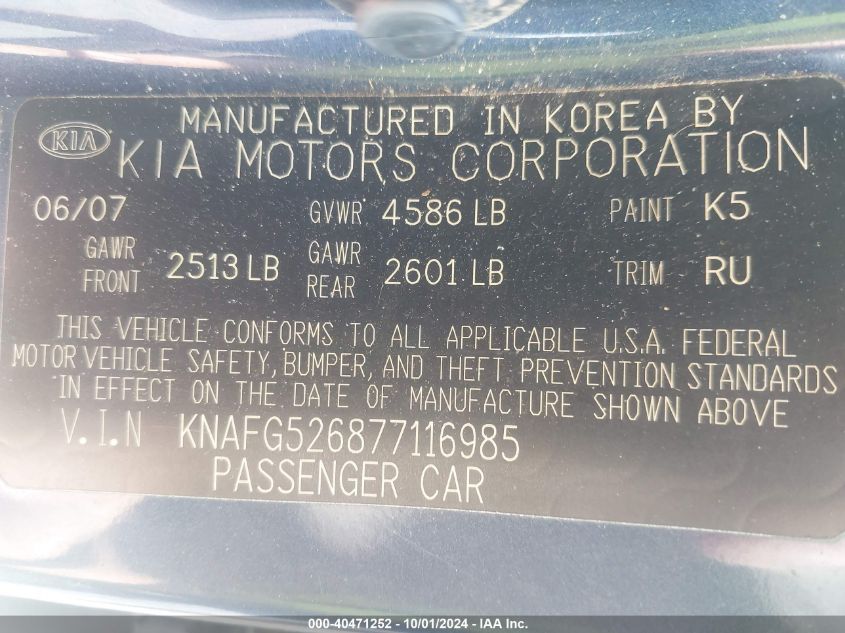 MANUFACTURED IN KOREA BY
KIA KIA MOTORS CORPORATION
06/07 GVWR 4586 LB PAINT K5
GAWR FRONT 2513 LB GAWR REAR 2601 LB TRIM RU
THIS VEHICLE CONFORMS TO ALL APPLICABLE U.S.A. FEDERAL
MOTOR VEHICLE SAFETY, BUMPER, AND THEFT PREVENTION STANDARDS
IN EFFECT ON THE DATE OF MANUFACTURE SHOWN ABOVE
V.I.N KNAFG526877116985
PASSENGER CAR
000-40471252 - 10/01/2024 - IAA Inc.